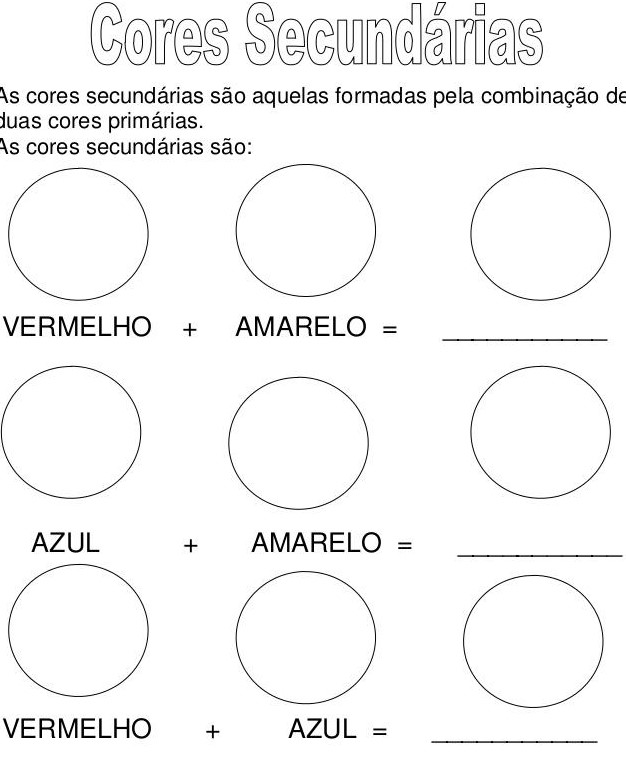 Cores Secundárias
As cores secundárias são aquelas formadas pela combinação de
duas cores primárias.
As cores secundárias são:
VERMELHO + AMARELO = ___________
AZUL + AMARELO = ___________
VERMELHO + AZUL = ___________